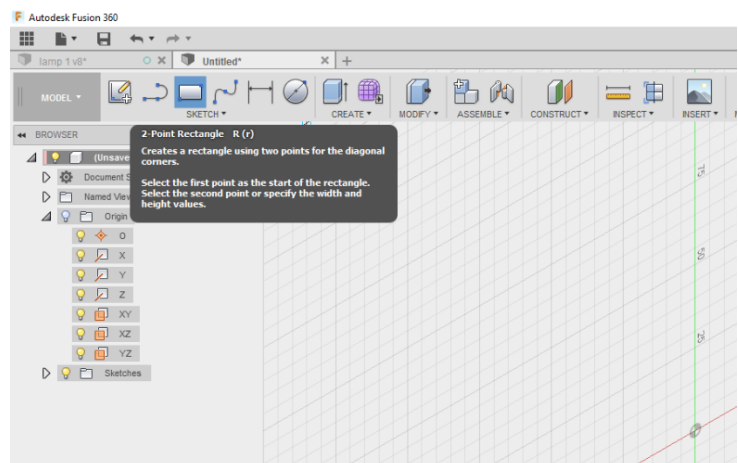 Autodesk Fusion 360
lamp 1 v8*
Untitled*
MODEL
SKETCH
CREATE
MODIFY
ASSEMBLE
CONSTRUCT
INSPECT
INSERT
BROWSER
2-Point Rectangle R (r)
Creates a rectangle using two points for the diagonal
corners.
Select the first point as the start of the rectangle.
Select the second point or specify the width and
height values.
(Unsave
Document S
Named View
Origin
O
X
Y
Z
XY
XZ
YZ
Sketches